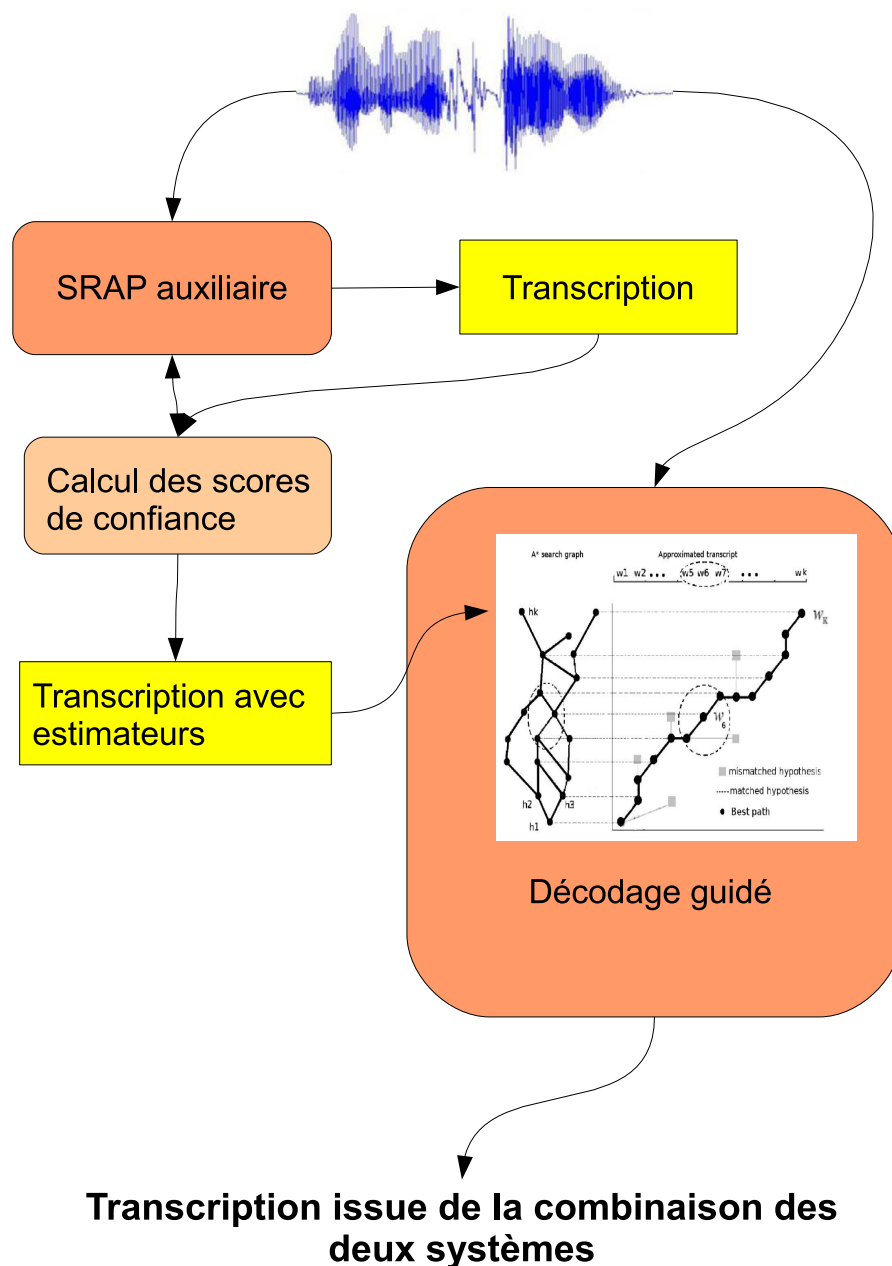 SRAP auxiliaire
Transcription
Calcul des scores
de confiance
Transcription avec
estimateurs
A* search graph
Approximated transcript
w1 w2 ••• w5 w6 w7 ••• wk
hk
W_K
W_6
mismatched hypothesis
matched hypothesis
Best path
h2
h3
h1
Décodage guidé
Transcription issue de la combinaison des
deux systèmes